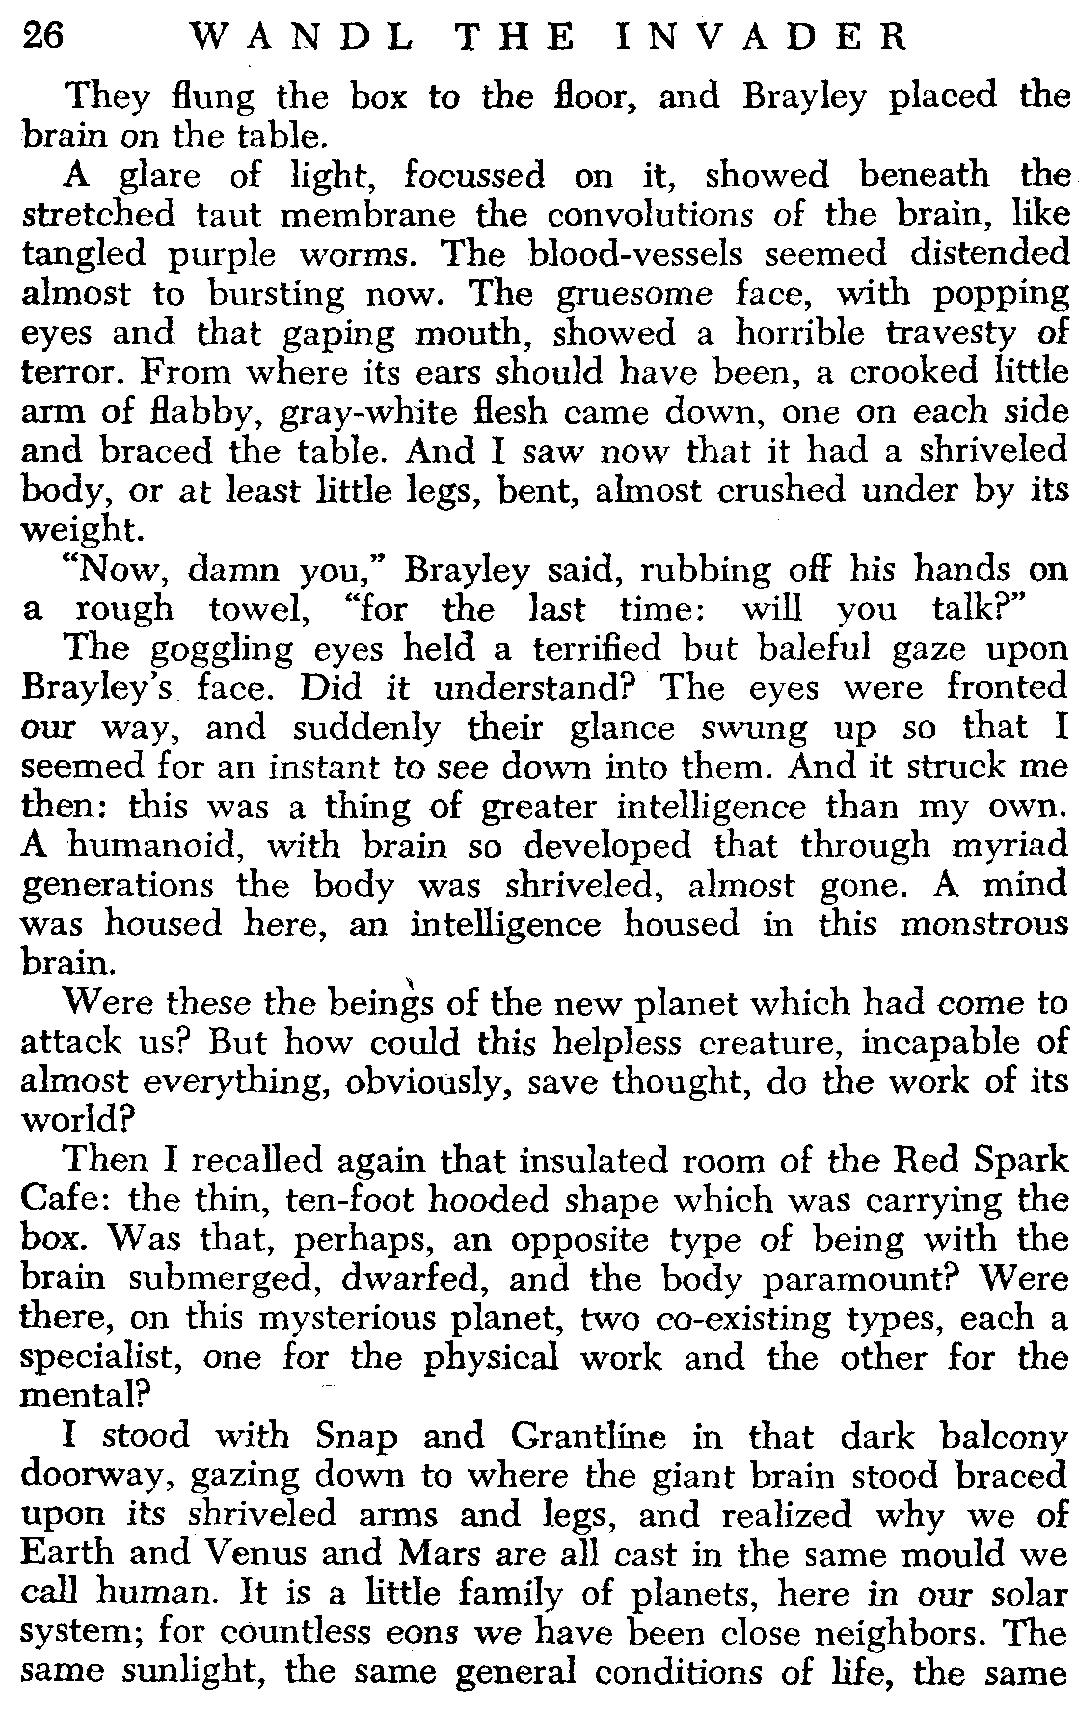 26 WANDL THE INVADER
They flung the box to the floor, and Brayley placed the
brain on the table.
A glare of light, focussed on it, showed beneath the
stretched taut membrane the convolutions of the brain, like
tangled purple worms. The blood-vessels seemed distended
almost to bursting now. The gruesome face, with popping
eyes and that gaping mouth, showed a horrible travesty of
terror. From where its ears should have been, a crooked little
arm of flabby, gray-white flesh came down, one on each side
and braced the table. And I saw now that it had a shriveled
body, or at least little legs, bent, almost crushed under by its
weight.
“Now, damn you,” Brayley said, rubbing off his hands on
a rough towel, “for the last time: will you talk?”
The goggling eyes held a terrified but baleful gaze upon
Brayley’s face. Did it understand? The eyes were fronted
our way, and suddenly their glance swung up so that I
seemed for an instant to see down into them. And it struck me
then: this was a thing of greater intelligence than my own.
A humanoid, with brain so developed that through myriad
generations the body was shriveled, almost gone. A mind
was housed here, an intelligence housed in this monstrous
brain.
Were these the beings of the new planet which had come to
attack us? But how could this helpless creature, incapable of
almost everything, obviously, save thought, do the work of its
world?
Then I recalled again that insulated room of the Red Spark
Cafe: the thin, ten-foot hooded shape which was carrying the
box. Was that, perhaps, an opposite type of being with the
brain submerged, dwarfed, and the body paramount? Were
there, on this mysterious planet, two co-existing types, each a
specialist, one for the physical work and the other for the
mental?
I stood with Snap and Grantline in that dark balcony
doorway, gazing down to where the giant brain stood braced
upon its shriveled arms and legs, and realized why we of
Earth and Venus and Mars are all cast in the same mould we
call human. It is a little family of planets, here in our solar
system; for countless eons we have been close neighbors. The
same sunlight, the same general conditions of life, the same